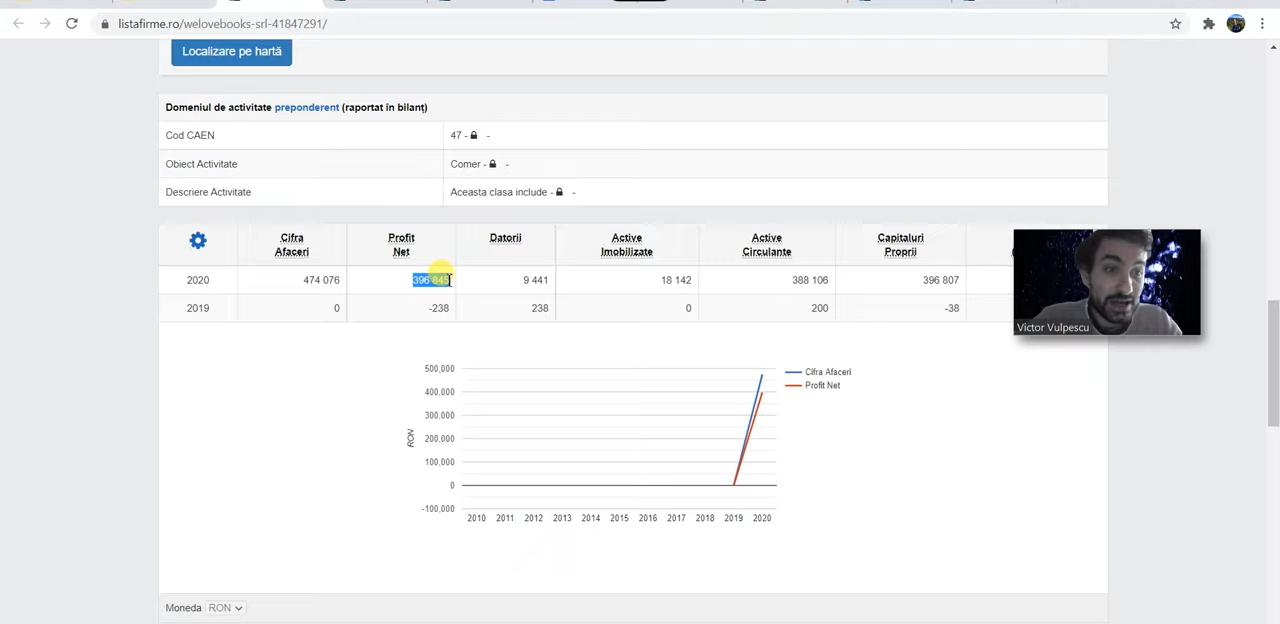 listafirme.ro/welovebooks-srl-41847291/
Localizare pe hartă
Domeniul de activitate preponderent (raportat în bilanț)
Cod CAEN 47 - -
Obiect Activitate Comer - -
Descriere Activitate Aceasta clasa include - -
Cifra Afaceri Profit Net Datorii Active Imobilizate Active Circulante Capitaluri Proprii
2020 474 076 396 845 9 441 18 142 388 106 396 807
2019 0 -238 238 0 200 -38
Victor Vulpescu
500,000
400,000
300,000
200,000
100,000
0
-100,000
RON
Cifra Afaceri
Profit Net
2010 2011 2012 2013 2014 2015 2016 2017 2018 2019 2020
Moneda RON